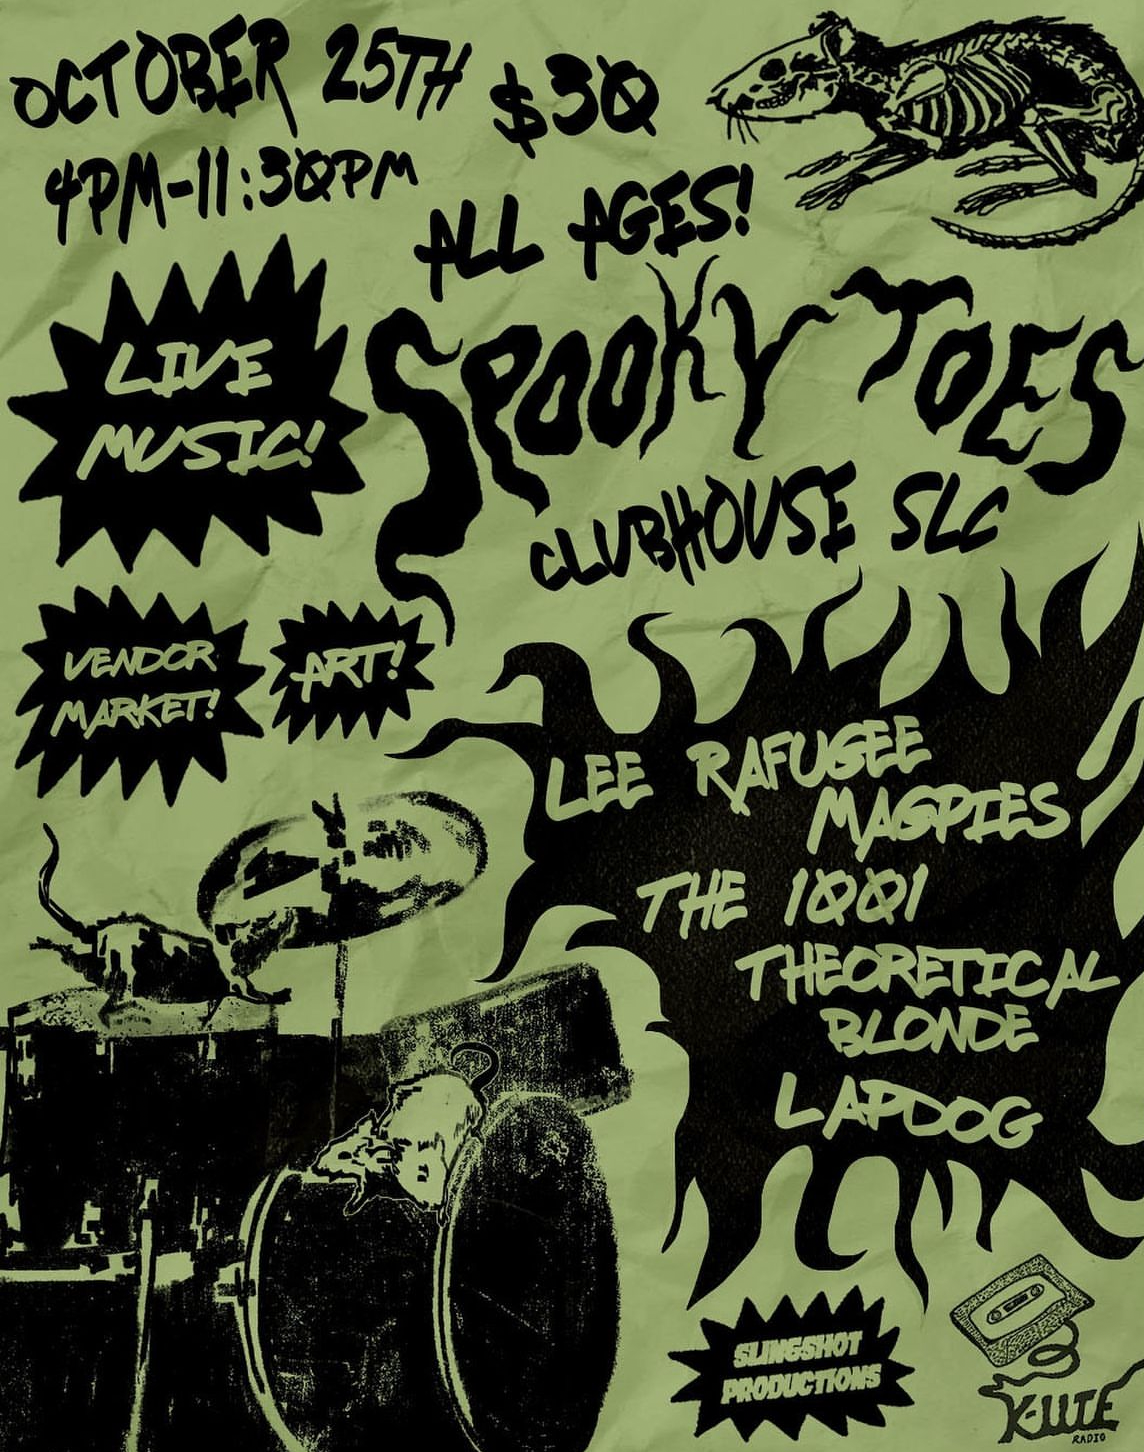 OCTOBER 25TH $30
4PM-11:30PM
ALL AGES!
LIVE
MUSIC!
SPOOKY TOES
CLUBHOUSE SLC
VENDOR
MARKET!
ART!
LEE RAFUGEE
MAGPIES
THE 1001
THEORETICAL
BLONDE
LAPDOG
SLINGSHOT
PRODUCTIONS
K-UTE
RADIO